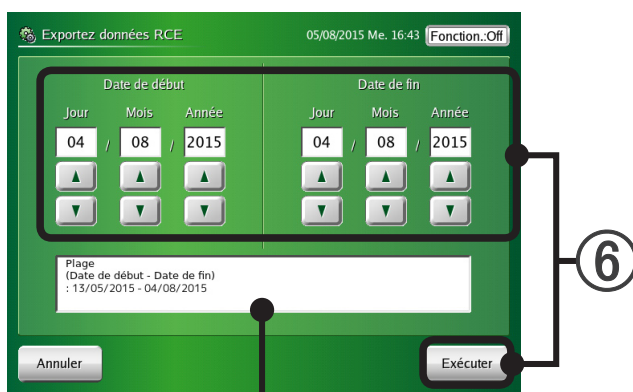 Exportez données RCE
05/08/2015 Me. 16:43 Fonction.:Off
Date de début Date de fin
Jour Mois Année Jour Mois Année
04 / 08 / 2015 04 / 08 / 2015
Plage
(Date de début - Date de fin)
: 13/05/2015 - 04/08/2015
Annuler Exécuter
6